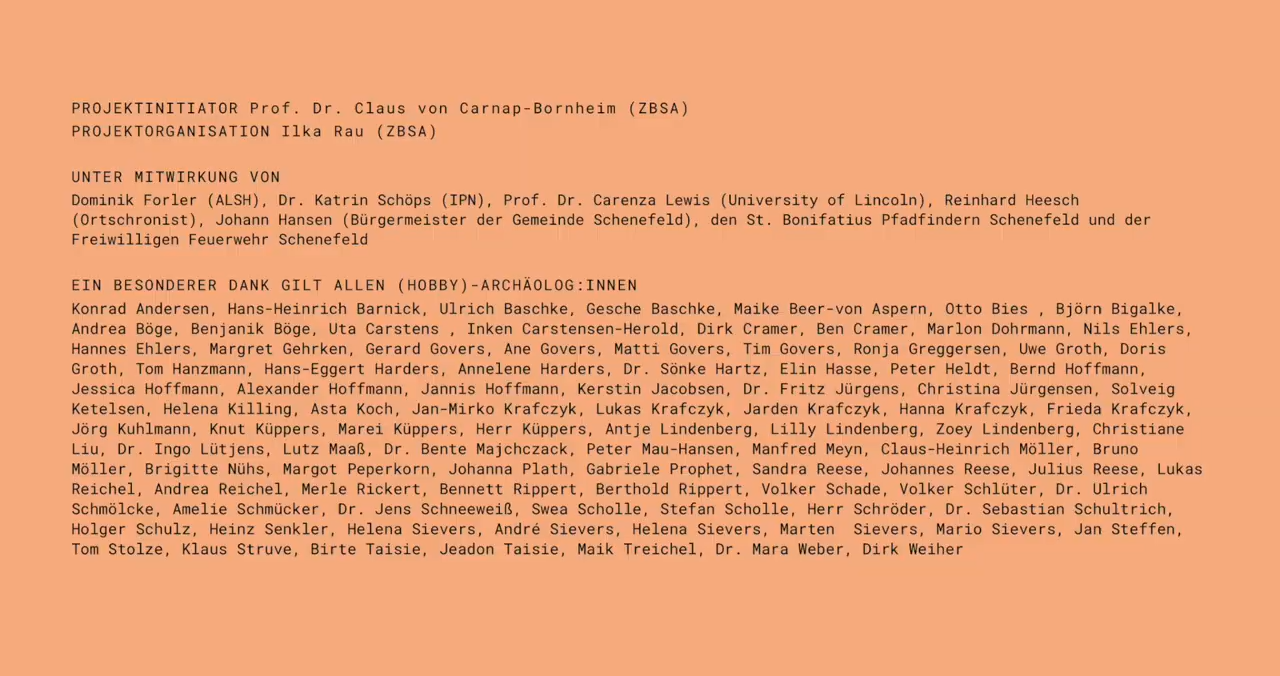 PROJEKTINITIATOR Prof. Dr. Claus von Carnap-Bornheim (ZBSA)
PROJEKTORGANISATION Ilka Rau (ZBSA)
UNTER MITWIRKUNG VON
Dominik Forler (ALSH), Dr. Katrin Schöps (IPN), Prof. Dr. Carenza Lewis (University of Lincoln), Reinhard Heesch
(Ortschronist), Johann Hansen (Bürgermeister der Gemeinde Schenefeld), den St. Bonifatius Pfadfindern Schenefeld und der
Freiwilligen Feuerwehr Schenefeld
EIN BESONDERER DANK GILT ALLEN (HOBBY)-ARCHÄOLOG:INNEN
Konrad Andersen, Hans-Heinrich Barnick, Ulrich Baschke, Gesche Baschke, Maike Beer-von Aspern, Otto Bies , Björn Bigalke,
Andrea Böge, Benjanik Böge, Uta Carstens , Inken Carstensen-Herold, Dirk Cramer, Ben Cramer, Marlon Dohrmann, Nils Ehlers,
Hannes Ehlers, Margret Gehrken, Gerard Govers, Ane Govers, Matti Govers, Tim Govers, Ronja Greggersen, Uwe Groth, Doris
Groth, Tom Hanzmann, Hans-Eggert Harders, Annelene Harders, Dr. Sönke Hartz, Elin Hasse, Peter Heldt, Bernd Hoffmann,
Jessica Hoffmann, Alexander Hoffmann, Jannis Hoffmann, Kerstin Jacobsen, Dr. Fritz Jürgens, Christina Jürgensen, Solveig
Ketelsen, Helena Killing, Asta Koch, Jan-Mirko Krafczyk, Lukas Krafczyk, Jarden Krafczyk, Hanna Krafczyk, Frieda Krafczyk,
Jörg Kuhlmann, Knut Küppers, Marei Küppers, Herr Küppers, Antje Lindenberg, Lilly Lindenberg, Zoey Lindenberg, Christiane
Liu, Dr. Ingo Lütjens, Lutz Maaß, Dr. Bente Majchczack, Peter Mau-Hansen, Manfred Meyn, Claus-Heinrich Möller, Bruno
Möller, Brigitte Nühs, Margot Peperkorn, Johanna Plath, Gabriele Prophet, Sandra Reese, Johannes Reese, Julius Reese, Lukas
Reichel, Andrea Reichel, Merle Rickert, Bennett Rippert, Berthold Rippert, Volker Schade, Volker Schlüter, Dr. Ulrich
Schmölcke, Amelie Schmücker, Dr. Jens Schneeweiß, Swea Scholle, Stefan Scholle, Herr Schröder, Dr. Sebastian Schultrich,
Holger Schulz, Heinz Senkler, Helena Sievers, André Sievers, Helena Sievers, Marten  Sievers, Mario Sievers, Jan Steffen,
Tom Stolze, Klaus Struve, Birte Taisie, Jeadon Taisie, Maik Treichel, Dr. Mara Weber, Dirk Weiher